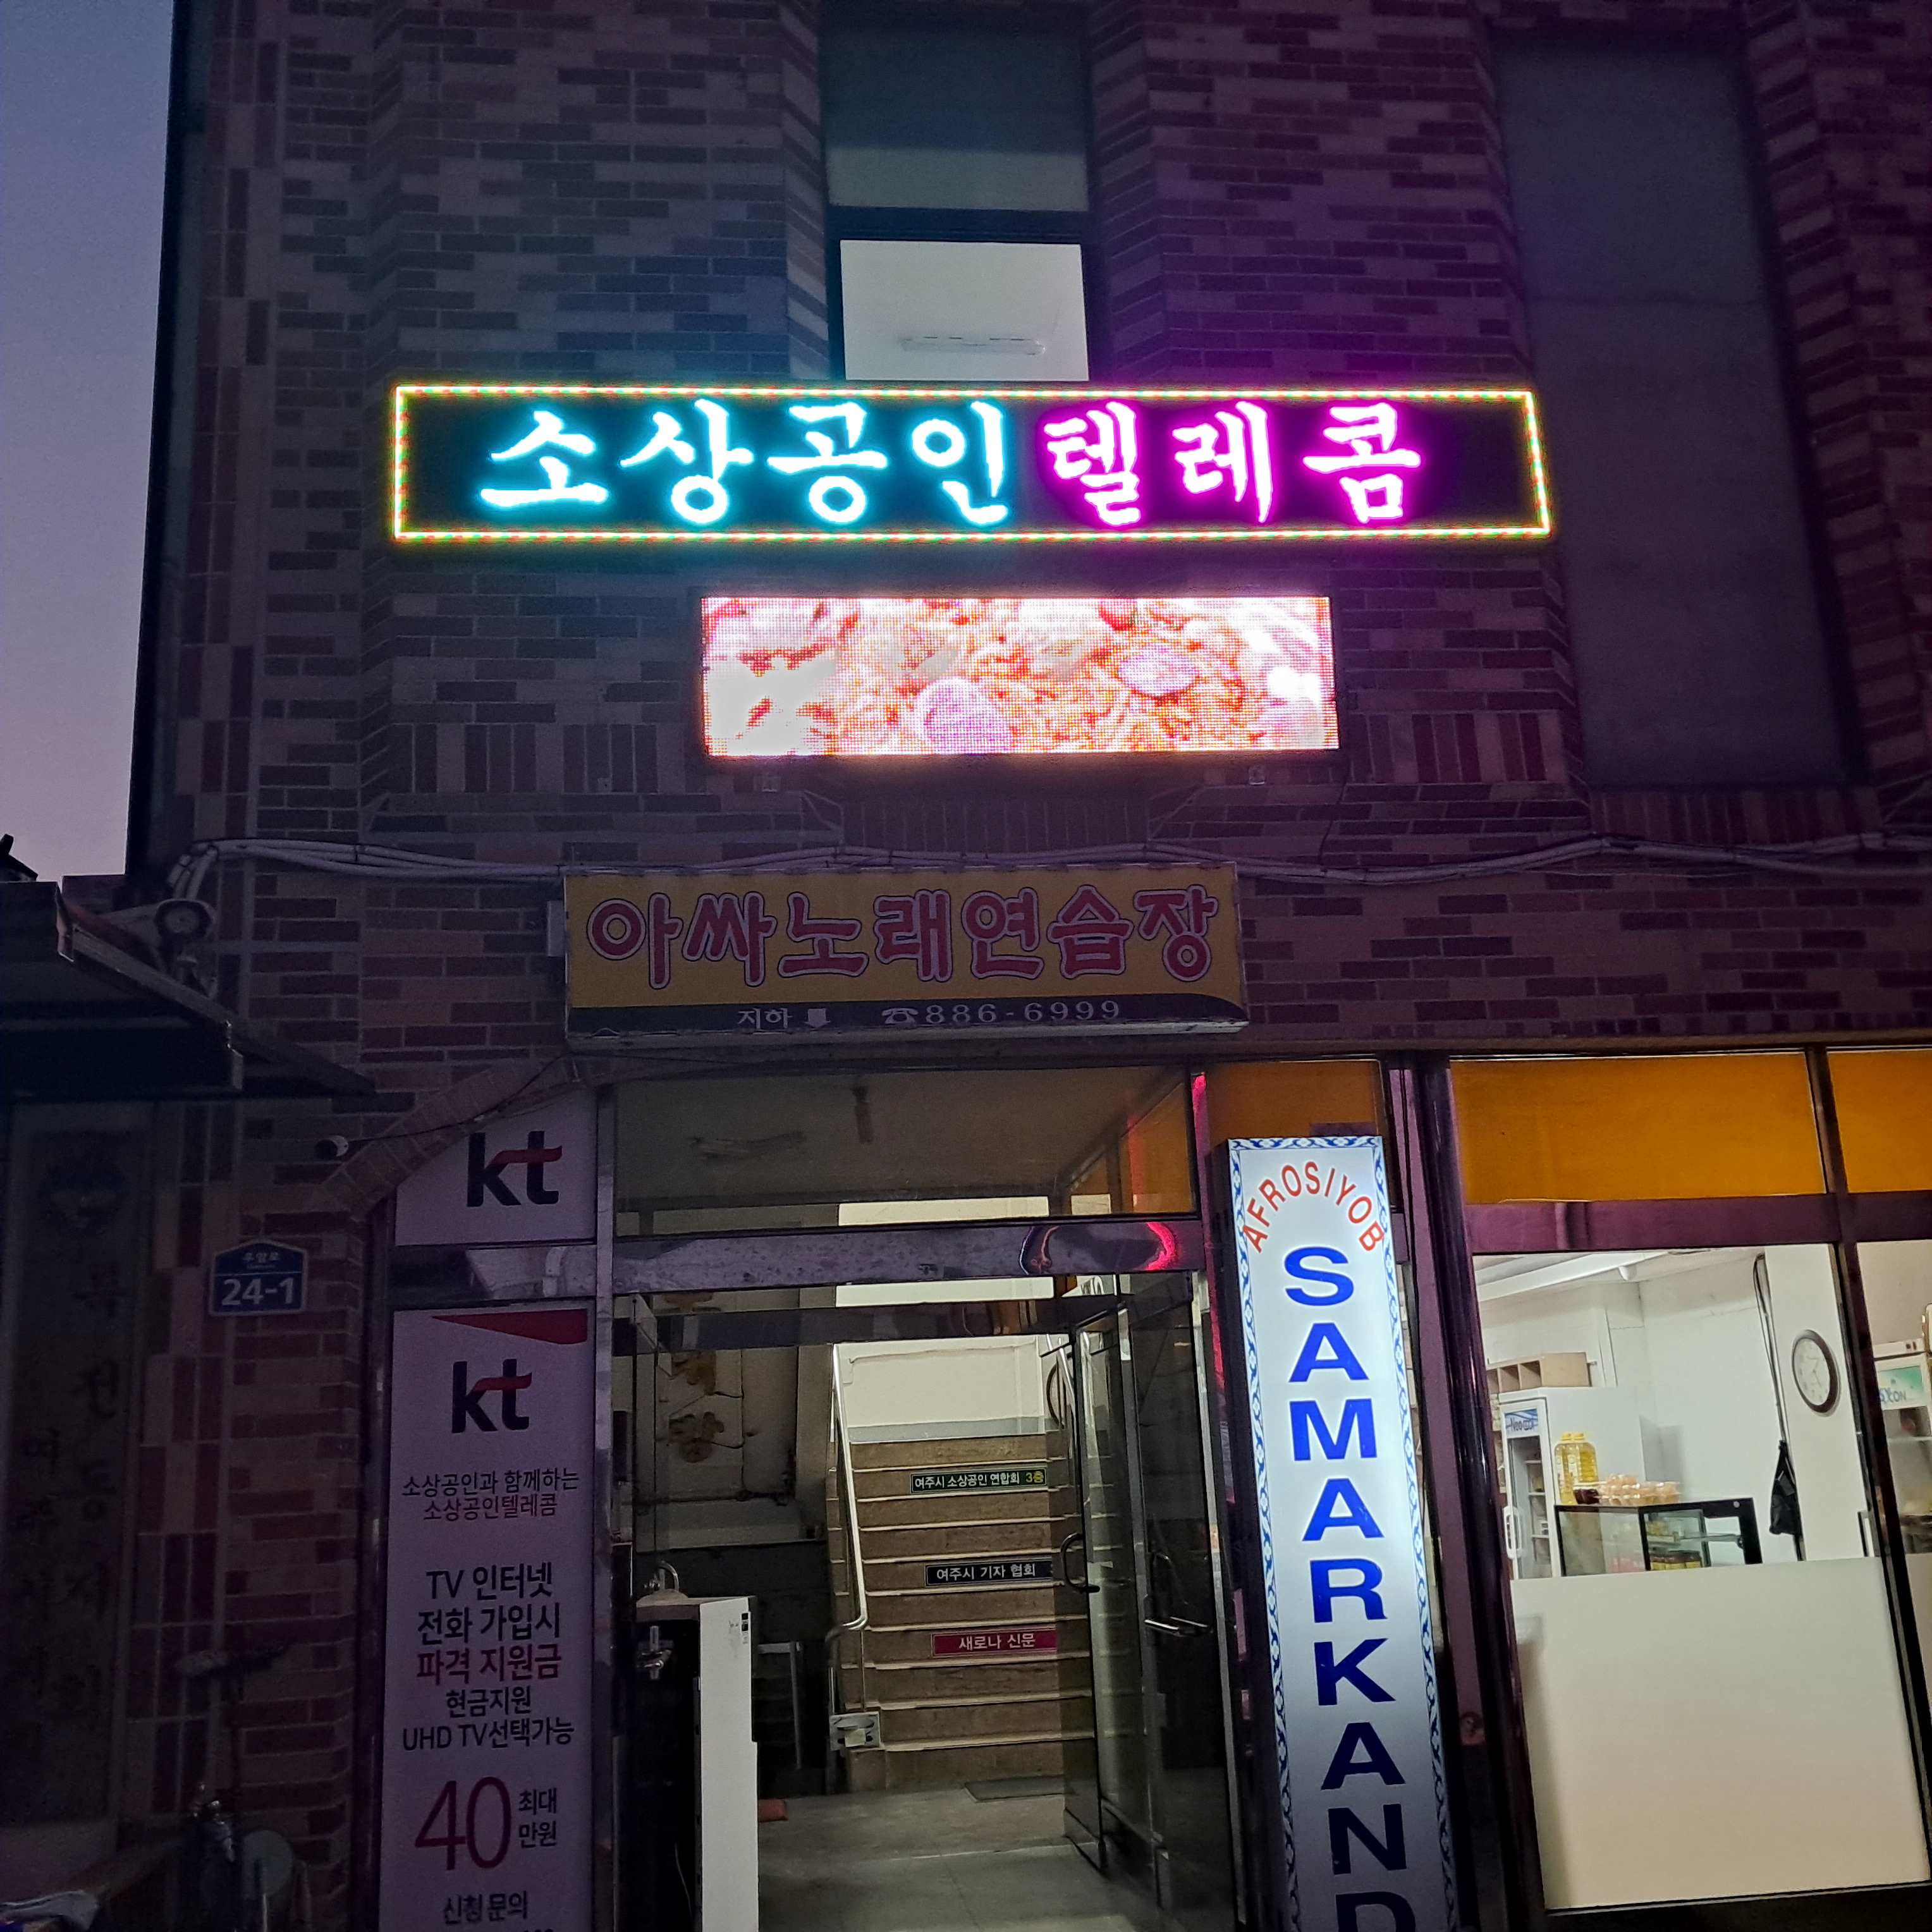 소상공인텔레콤
아싸노래연습장
지하 ☎886-6999
kt
24-1
kt
소상공인과 함께하는
소상공인텔레콤
TV 인터넷
전화 가입시
파격 지원금
현금지원
UHD TV선택가능
40 최대
만원
신청 문의
여주시 소상공인 연합회 3층
여주시 기자 협회
새로나 신문
AFROSIYOB
SAMARKAND